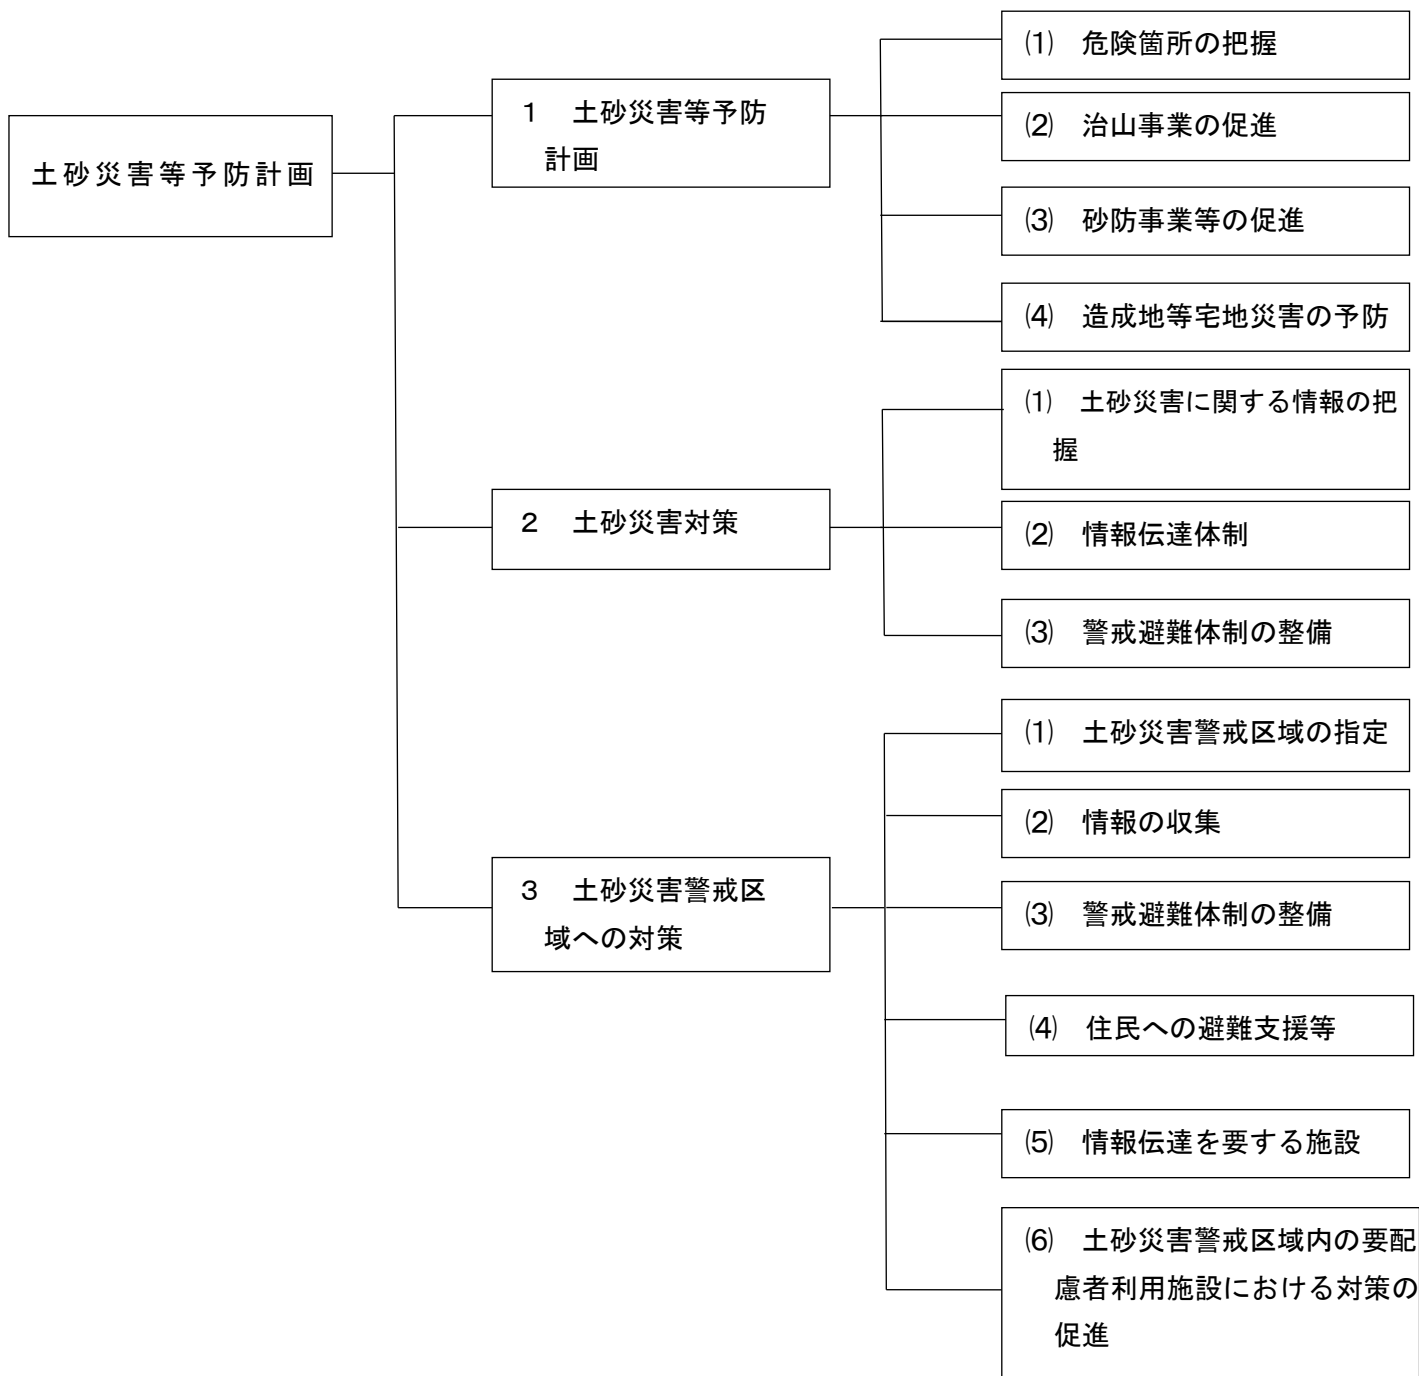 土砂災害等予防計画
１　土砂災害等予防
計画
⑴　危険箇所の把握
⑵　治山事業の促進
⑶　砂防事業等の促進
⑷　造成地等宅地災害の予防
２　土砂災害対策
⑴　土砂災害に関する情報の把
握
⑵　情報伝達体制
⑶　警戒避難体制の整備
３　土砂災害警戒区
域への対策
⑴　土砂災害警戒区域の指定
⑵　情報の収集
⑶　警戒避難体制の整備
⑷　住民への避難支援等
⑸　情報伝達を要する施設
⑹　土砂災害警戒区域内の要配
慮者利用施設における対策の
促進